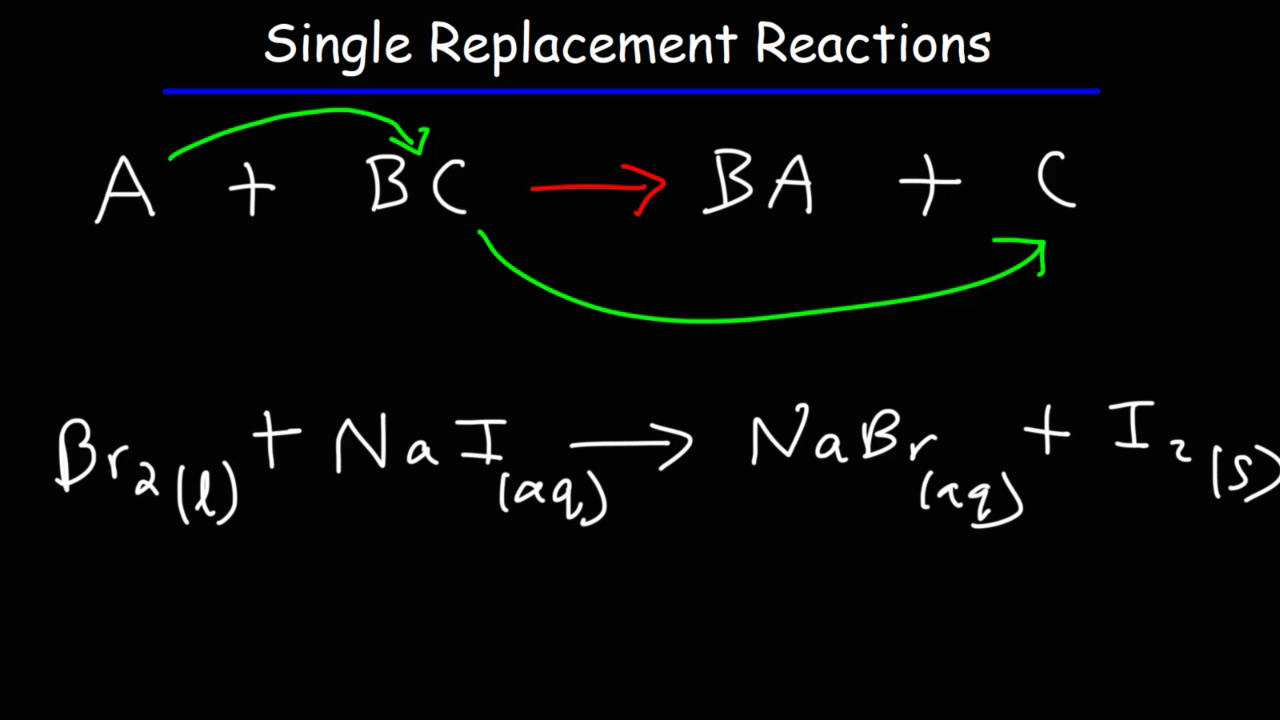 Single Replacement Reactions
A + BC → BA + C
Br₂(l) + NaI(aq) → NaBr(aq) + I₂(s)